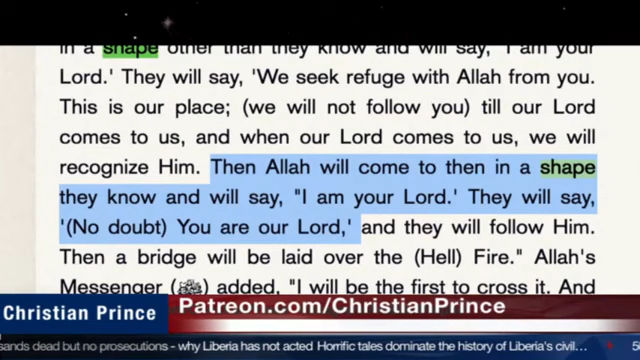 in a shape other than they know and will say, 'I am your
Lord.' They will say, 'We seek refuge with Allah from you.
This is our place; (we will not follow you) till our Lord
comes to us, and when our Lord comes to us, we will
recognize Him. Then Allah will come to then in a shape
they know and will say, "I am your Lord.' They will say,
'(No doubt) You are our Lord,' and they will follow Him.
Then a bridge will be laid over the (Hell) Fire." Allah's
Messenger (ﷺ) added, "I will be the first to cross it. And
Christian Prince
Patreon.com/ChristianPrince
sands dead but no prosecutions - why Liberia has not acted Horrific tales dominate the history of Liberia's civil...
5